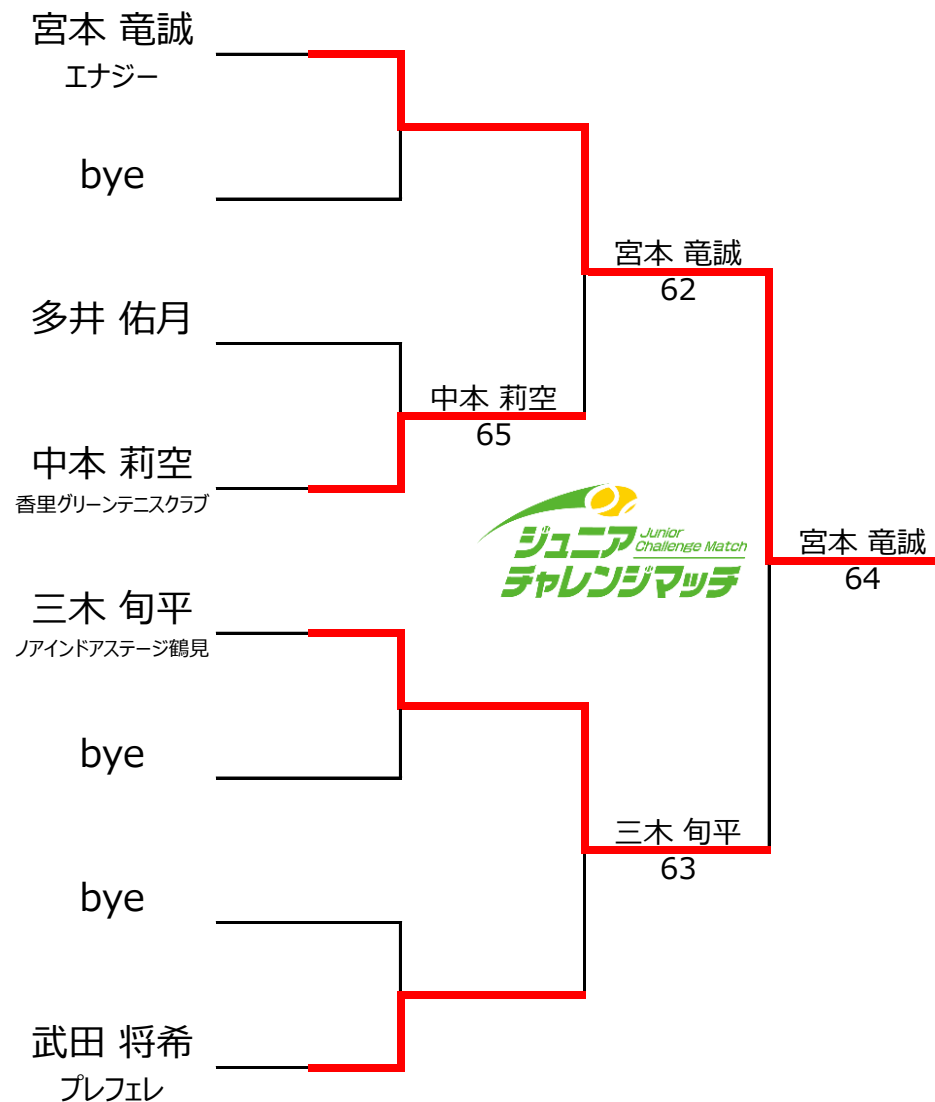 宮本 竜誠
エナジー
bye
宮本 竜誠
62
多井 佑月
中本 莉空
65
中本 莉空
香里グリーンテニスクラブ
ジュニア
Junior
Challenge Match
チャレンジマッチ
宮本 竜誠
64
三木 旬平
ノアインドアステージ鶴見
bye
三木 旬平
63
bye
武田 将希
プレフェレ